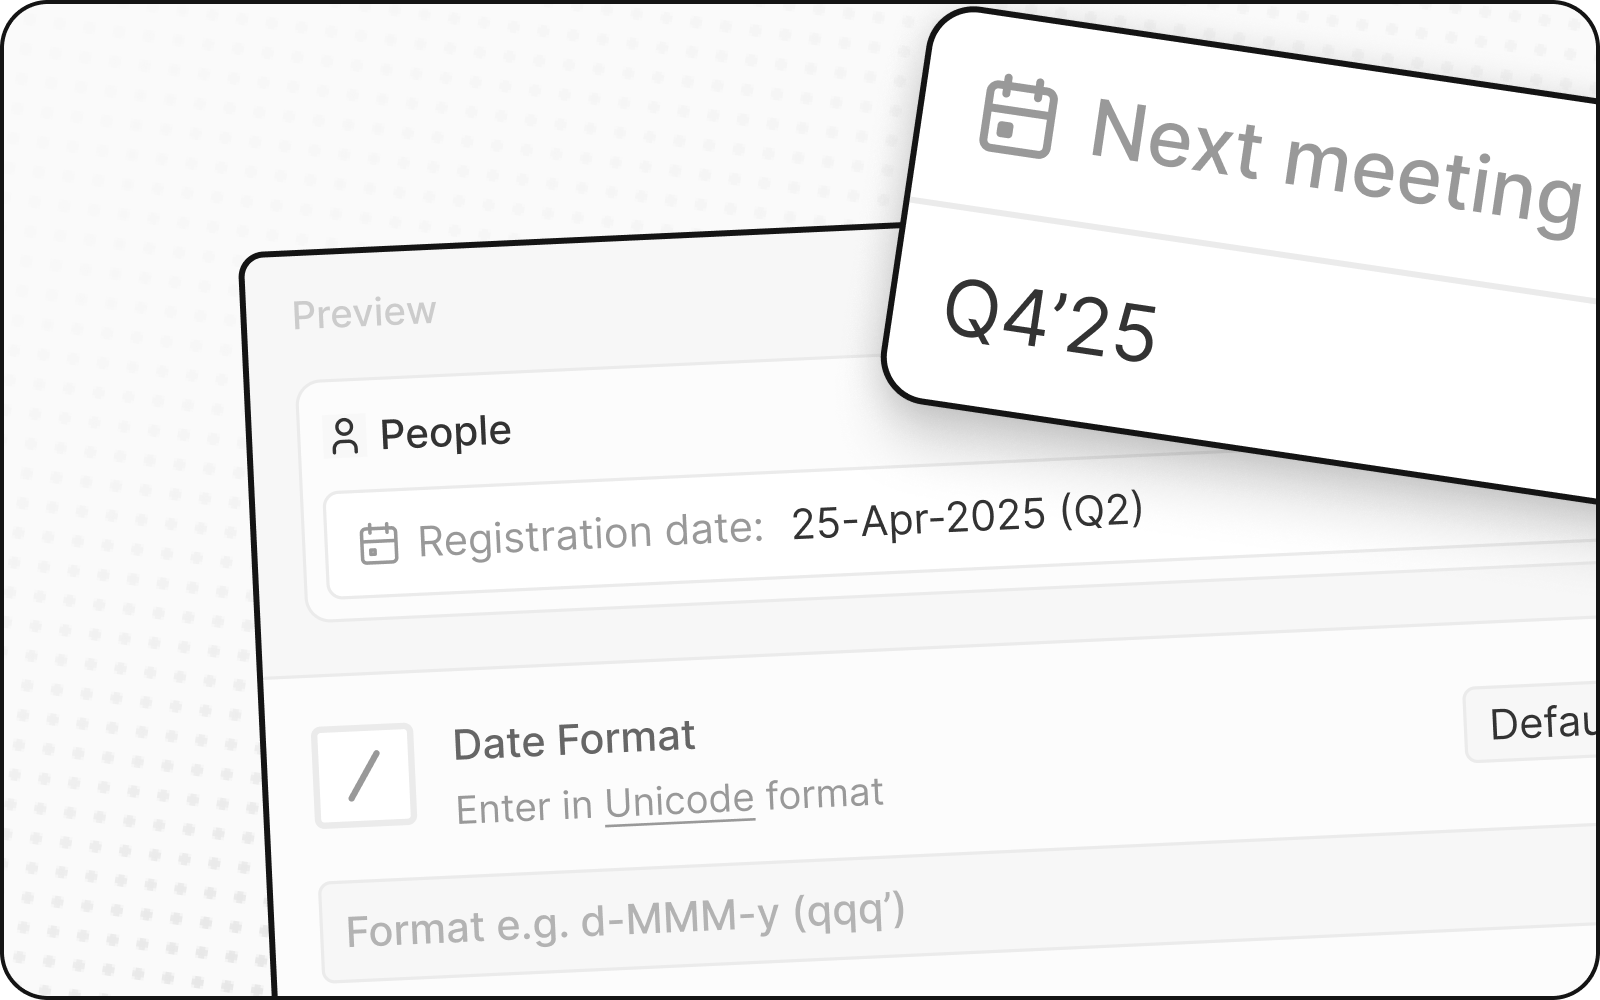 Next meeting
Q4’25
Preview
People
Registration date: 25-Apr-2025 (Q2)
Date Format
Enter in Unicode format
Defau
Format e.g. d-MMM-y (qqq’)